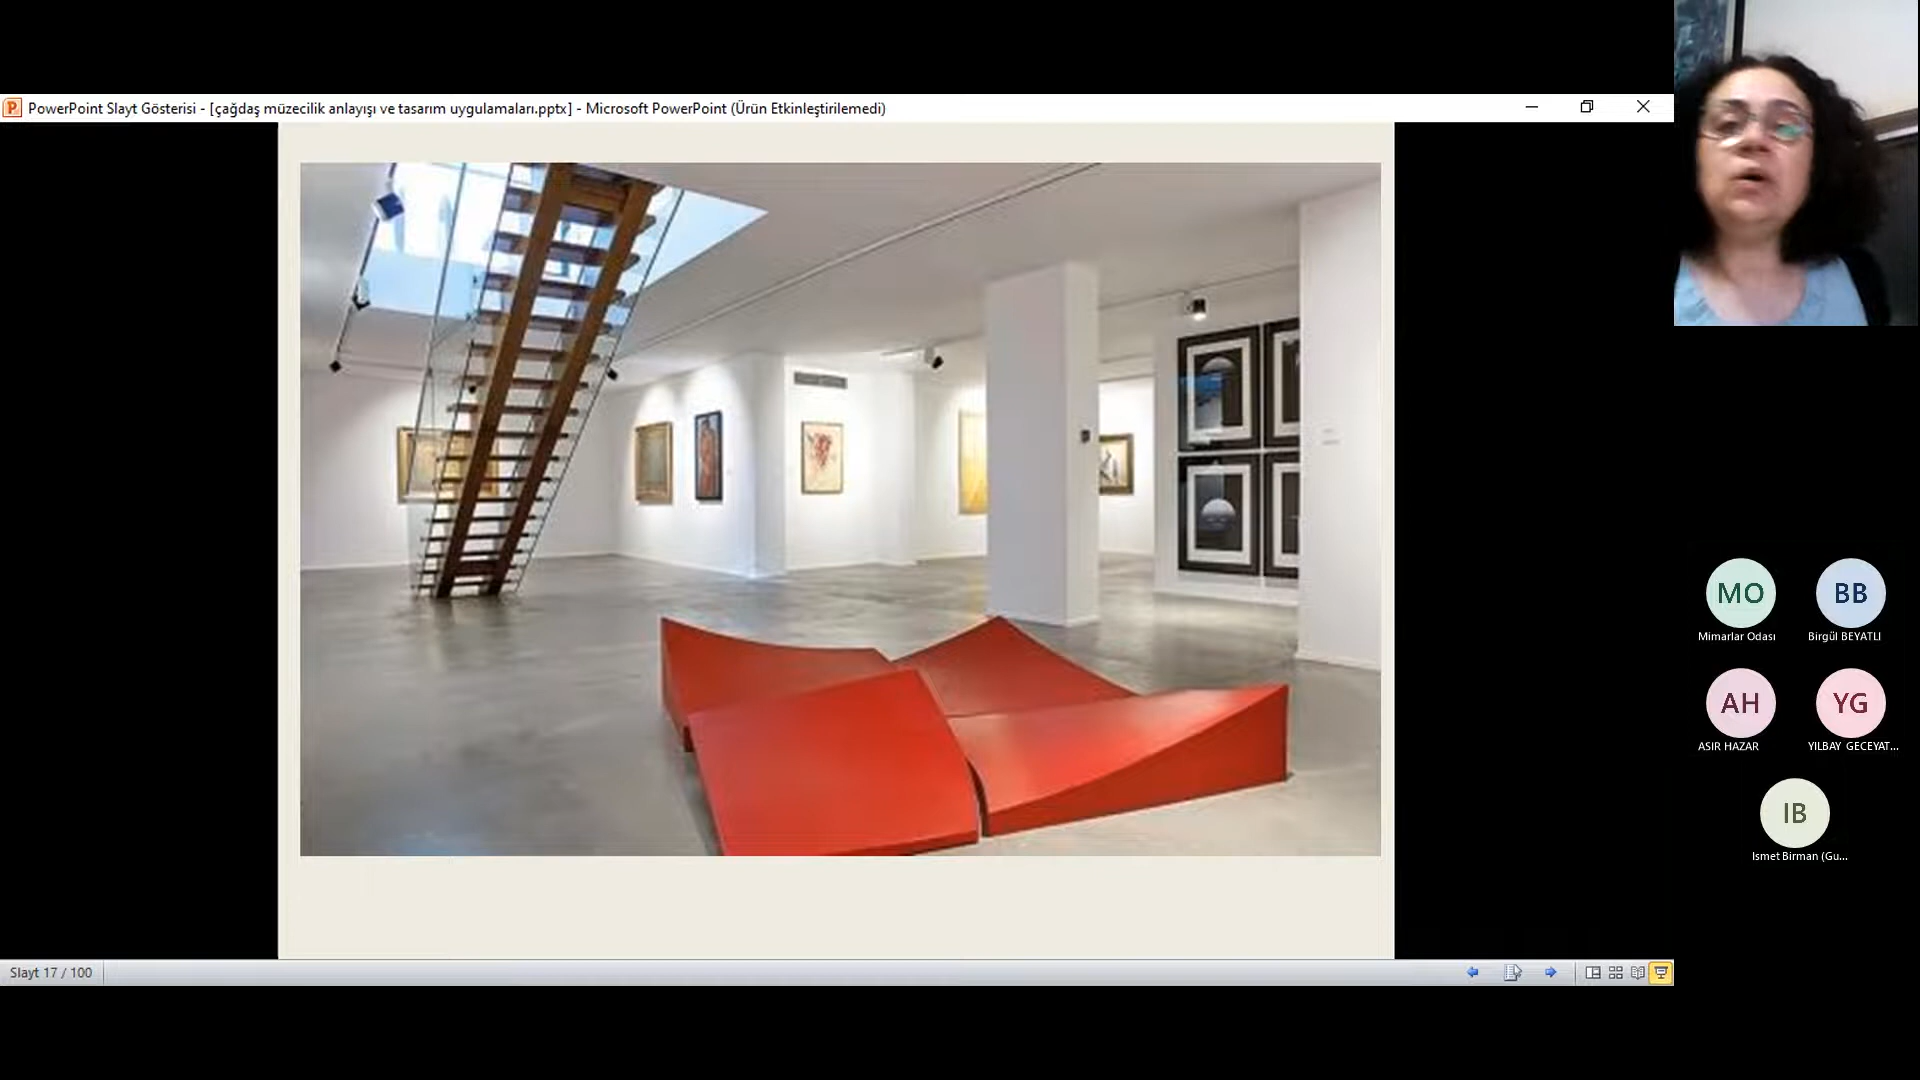 PowerPoint Slayt Gösterisi - [çağdaş müzecilik anlayışı ve tasarım uygulamaları.pptx] - Microsoft PowerPoint (Ürün Etkinleştirilemedi)
MO
BB
Mimarlar Odası
Birgül BEYATLI
AH
YG
ASIR HAZAR
YILBAY GECEYAT...
IB
Ismet Birman (Gu...
Slayt 17 / 100